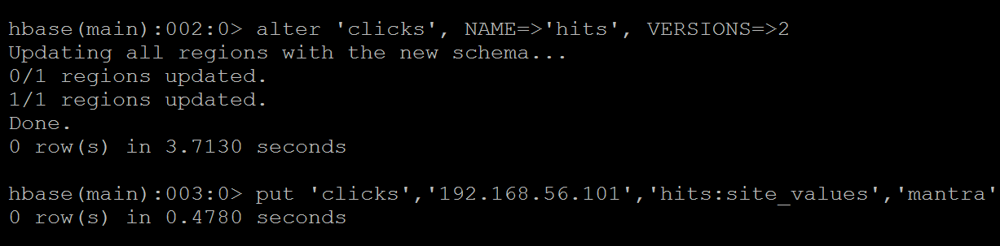 hbase(main):002:0> alter 'clicks', NAME=>'hits', VERSIONS=>2
Updating all regions with the new schema...
0/1 regions updated.
1/1 regions updated.
Done.
0 row(s) in 3.7130 seconds
hbase(main):003:0> put 'clicks','192.168.56.101','hits:site_values','mantra'
0 row(s) in 0.4780 seconds